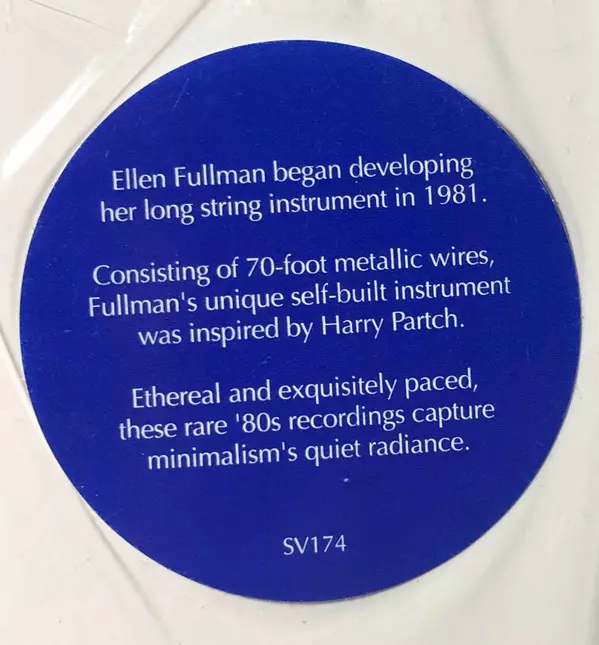 Ellen Fullman began developing
her long string instrument in 1981.
Consisting of 70-foot metallic wires,
Fullman's unique self-built instrument
was inspired by Harry Partch.
Ethereal and exquisitely paced,
these rare '80s recordings capture
minimalism's quiet radiance.
SV174